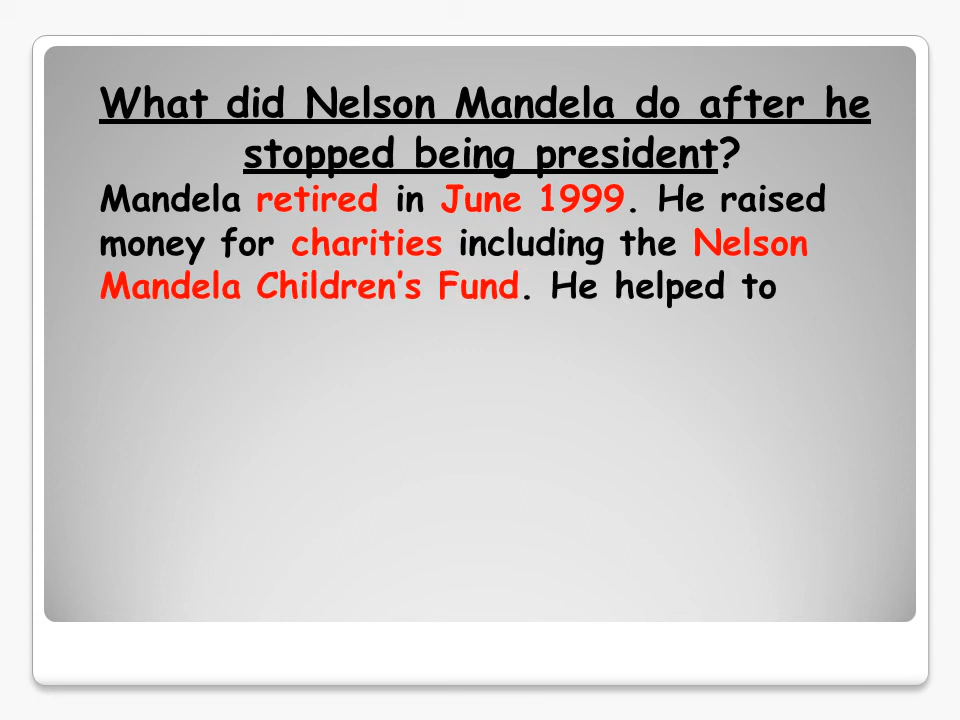 What did Nelson Mandela do after he
stopped being president?
Mandela retired in June 1999. He raised
money for charities including the Nelson
Mandela Children’s Fund. He helped to